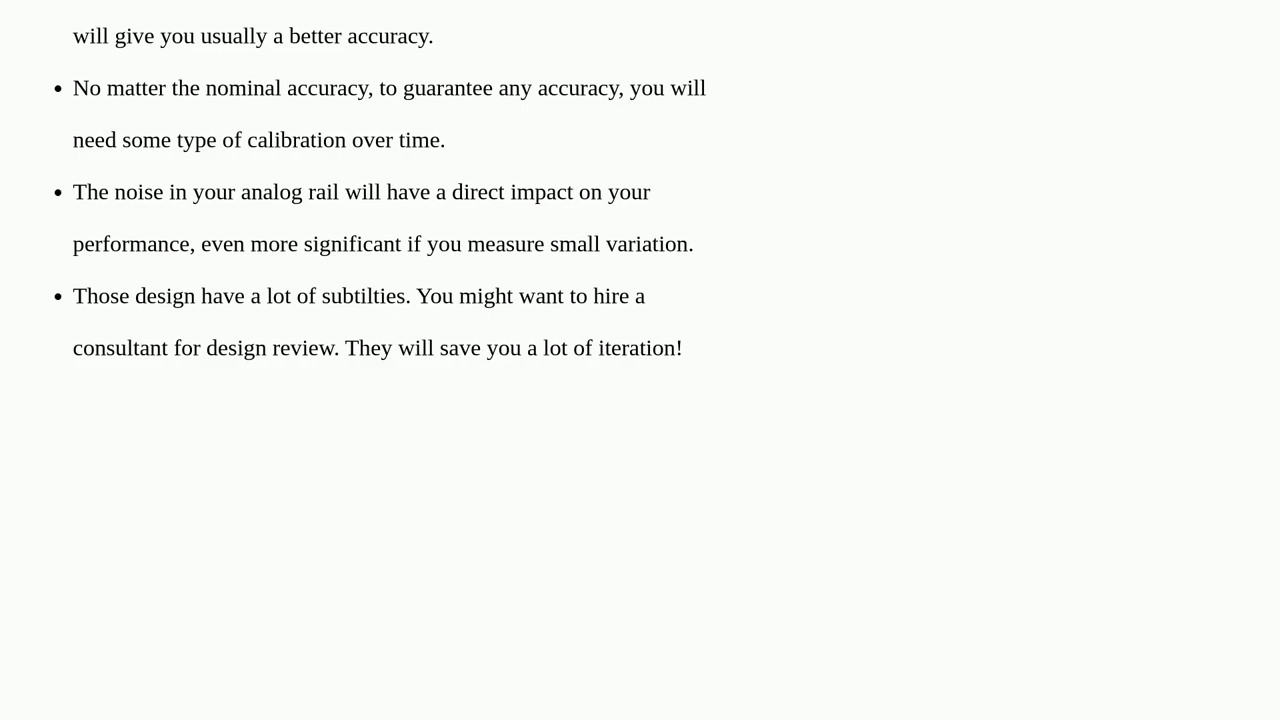 will give you usually a better accuracy.
• No matter the nominal accuracy, to guarantee any accuracy, you will
need some type of calibration over time.
• The noise in your analog rail will have a direct impact on your
performance, even more significant if you measure small variation.
• Those design have a lot of subtilties. You might want to hire a
consultant for design review. They will save you a lot of iteration!